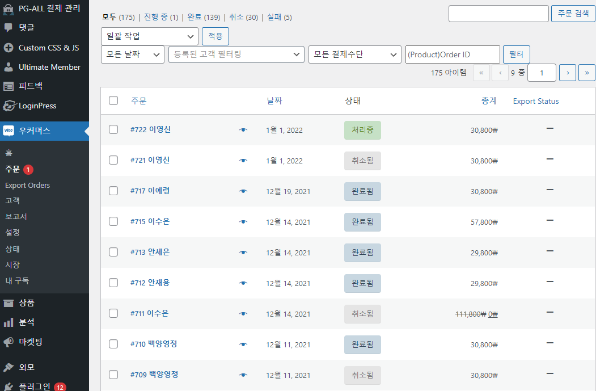 PG-ALL 결제 관리
댓글
Custom CSS & JS
Ultimate Member
피드백
LoginPress
우커머스
홈
주문 1
Export Orders
고객
보고서
설정
상태
시장
내 구독
상품
분석
마케팅
외모
플러그인 12
모두 (175) | 진행 중 (1) | 완료 (139) | 취소 (30) | 실패 (5)
주문 검색
일괄 작업
적용
모든 날짜
등록된 고객 필터링
모든 결제수단
(Product)Order ID
필터
175 아이템 « ‹ 9 중 1 › »
주문 날짜 상태 총계 Export Status
#722 이영신 1월 1, 2022 처리중 30,800₩ –
#721 이영신 1월 1, 2022 취소됨 30,800₩ –
#717 이예림 12월 19, 2021 완료됨 30,800₩ –
#715 이수은 12월 14, 2021 완료됨 57,800₩ –
#713 안세은 12월 14, 2021 완료됨 29,800₩ –
#712 안재용 12월 14, 2021 완료됨 29,800₩ –
#711 이수은 12월 14, 2021 취소됨 111,800₩ 0₩ –
#710 백양영정 12월 11, 2021 완료됨 30,800₩ –
#709 백양영정 12월 11, 2021 취소됨 30,800₩ –